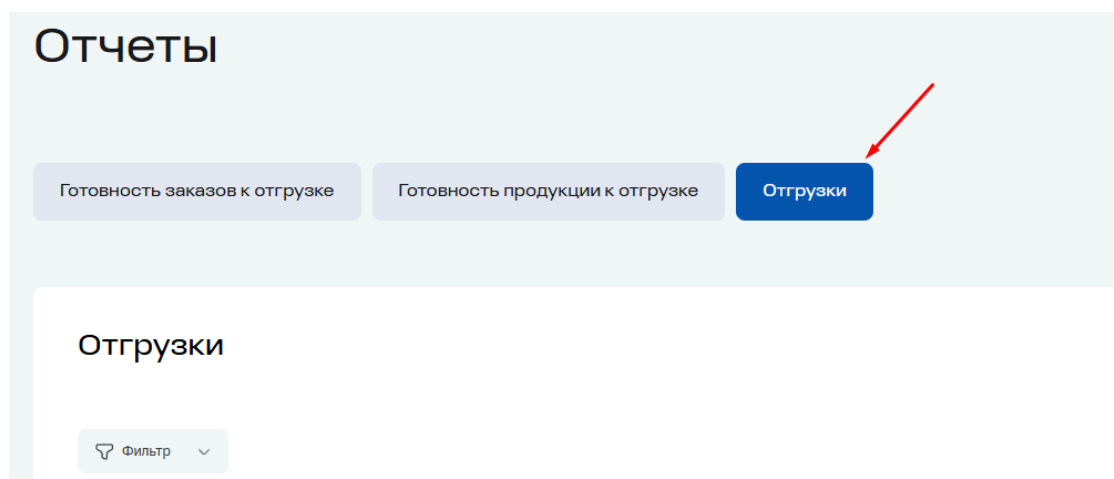 Отчеты
Готовность заказов к отгрузке Готовность продукции к отгрузке Отгрузки
Отгрузки
Фильтр